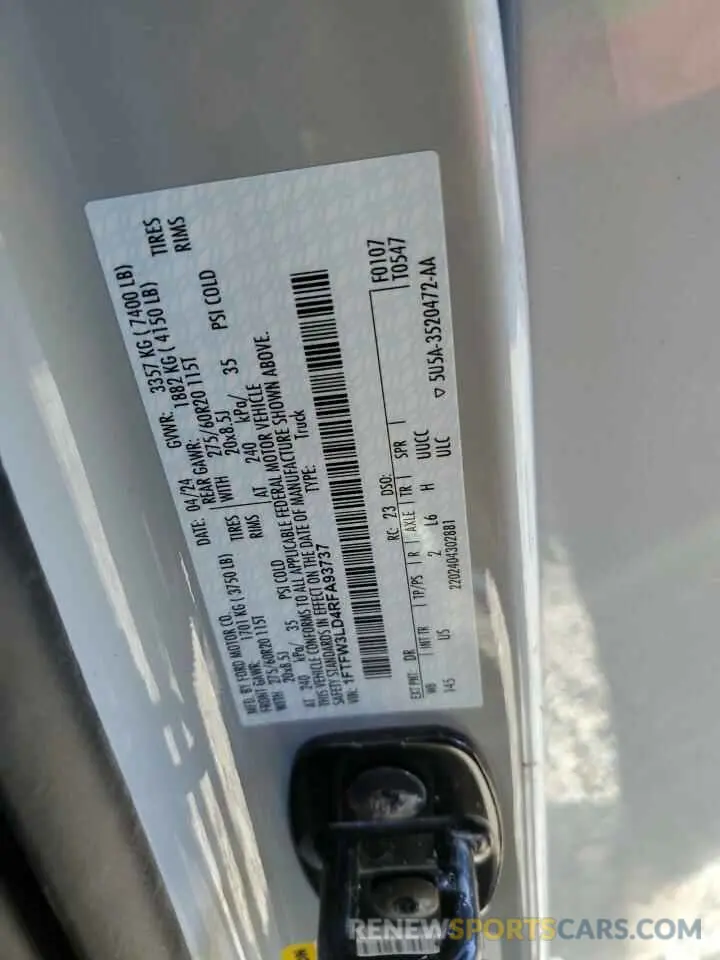 MFD. BY FORD MOTOR CO.
DATE: 04/24 GVWR: 3357 KG ( 7400 LB)
FRONT GAWR: 1701 KG ( 3750 LB) REAR GAWR: 1882 KG ( 4150 LB)
WITH 275/60R20 115T TIRES WITH 275/60R20 115T TIRES
20x8.5J RIMS 20x8.5J RIMS
AT 240 kPa/ 35 PSI COLD AT 240 kPa/ 35 PSI COLD
THIS VEHICLE CONFORMS TO ALL APPLICABLE FEDERAL MOTOR VEHICLE
SAFETY STANDARDS IN EFFECT ON THE DATE OF MANUFACTURE SHOWN ABOVE.
VIN: 1FTFW3LD4RFA93737 TYPE: Truck
F0107
T0547
EXT PNT: DR RC: 23 DSO:
WB INT TR TP/PS R AXLE TR SPR
145 US 2 L6 H UUCC
2202404302881 ULC
▽ 5U5A-3520472-AA
RENEWSPORTSCARS.COM